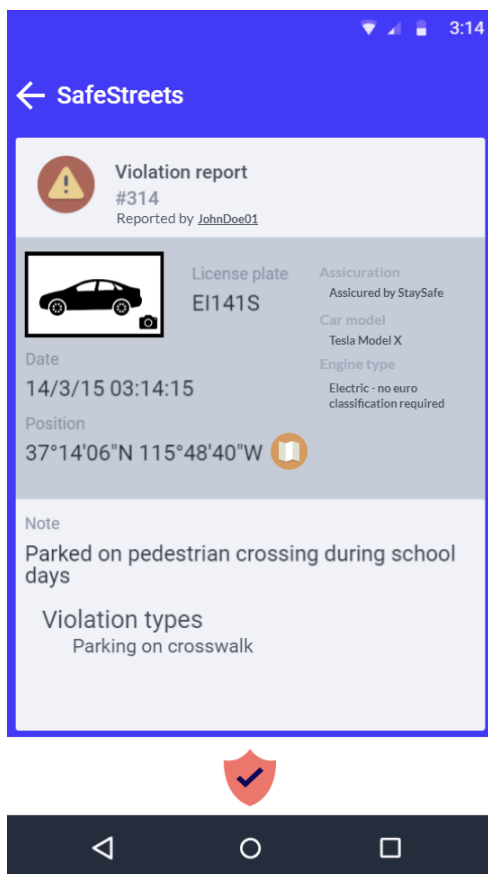 3:14
SafeStreets
Violation report
#314
Reported by JohnDoe01
License plate
EI141S
Assicuration
Assicured by StaySafe
Car model
Tesla Model X
Engine type
Electric - no euro
classification required
Date
14/3/15 03:14:15
Position
37°14'06"N 115°48'40"W
Note
Parked on pedestrian crossing during school
days
Violation types
Parking on crosswalk